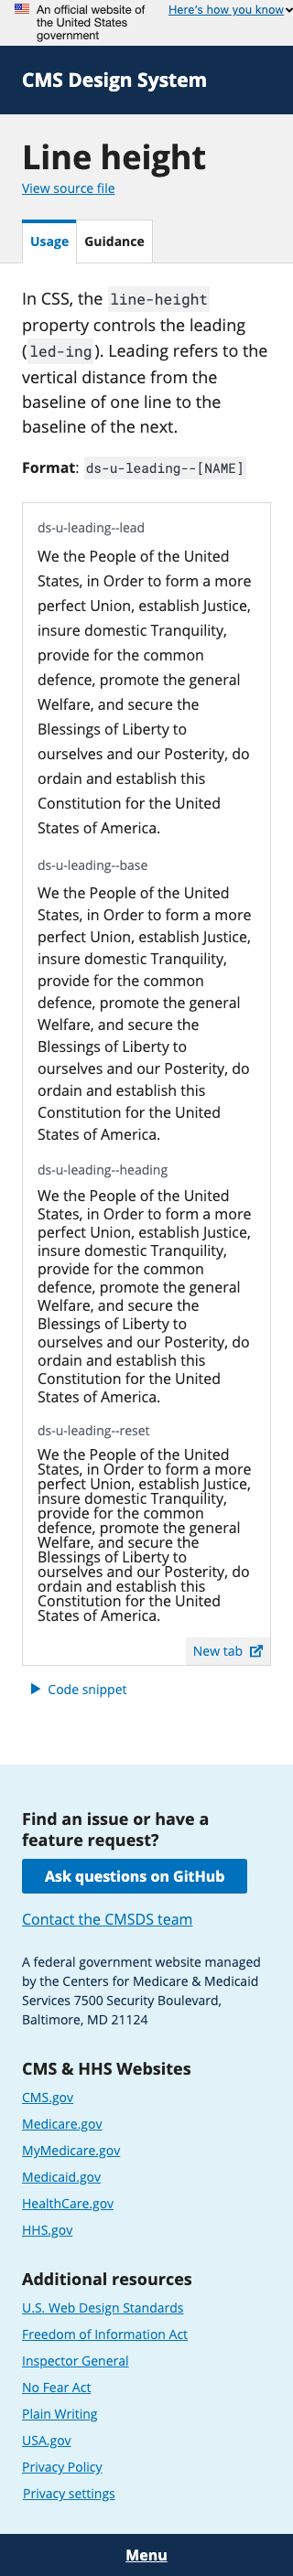 An official website of
the United States
government
Here's how you know
CMS Design System
Line height
View source file
Usage
Guidance
In CSS, the line-height
property controls the leading
(led-ing). Leading refers to the
vertical distance from the
baseline of one line to the
baseline of the next.
Format: ds-u-leading--[NAME]
ds-u-leading--lead
We the People of the United
States, in Order to form a more
perfect Union, establish Justice,
insure domestic Tranquility,
provide for the common
defence, promote the general
Welfare, and secure the
Blessings of Liberty to
ourselves and our Posterity, do
ordain and establish this
Constitution for the United
States of America.
ds-u-leading--base
We the People of the United
States, in Order to form a more
perfect Union, establish Justice,
insure domestic Tranquility,
provide for the common
defence, promote the general
Welfare, and secure the
Blessings of Liberty to
ourselves and our Posterity, do
ordain and establish this
Constitution for the United
States of America.
ds-u-leading--heading
We the People of the United
States, in Order to form a more
perfect Union, establish Justice,
insure domestic Tranquility,
provide for the common
defence, promote the general
Welfare, and secure the
Blessings of Liberty to
ourselves and our Posterity, do
ordain and establish this
Constitution for the United
States of America.
ds-u-leading--reset
We the People of the United
States, in Order to form a more
perfect Union, establish Justice,
insure domestic Tranquility,
provide for the common
defence, promote the general
Welfare, and secure the
Blessings of Liberty to
ourselves and our Posterity, do
ordain and establish this
Constitution for the United
States of America.
New tab
Code snippet
Find an issue or have a
feature request?
Ask questions on GitHub
Contact the CMSDS team
A federal government website managed
by the Centers for Medicare & Medicaid
Services 7500 Security Boulevard,
Baltimore, MD 21124
CMS & HHS Websites
CMS.gov
Medicare.gov
MyMedicare.gov
Medicaid.gov
HealthCare.gov
HHS.gov
Additional resources
U.S. Web Design Standards
Freedom of Information Act
Inspector General
No Fear Act
Plain Writing
USA.gov
Privacy Policy
Privacy settings
Menu